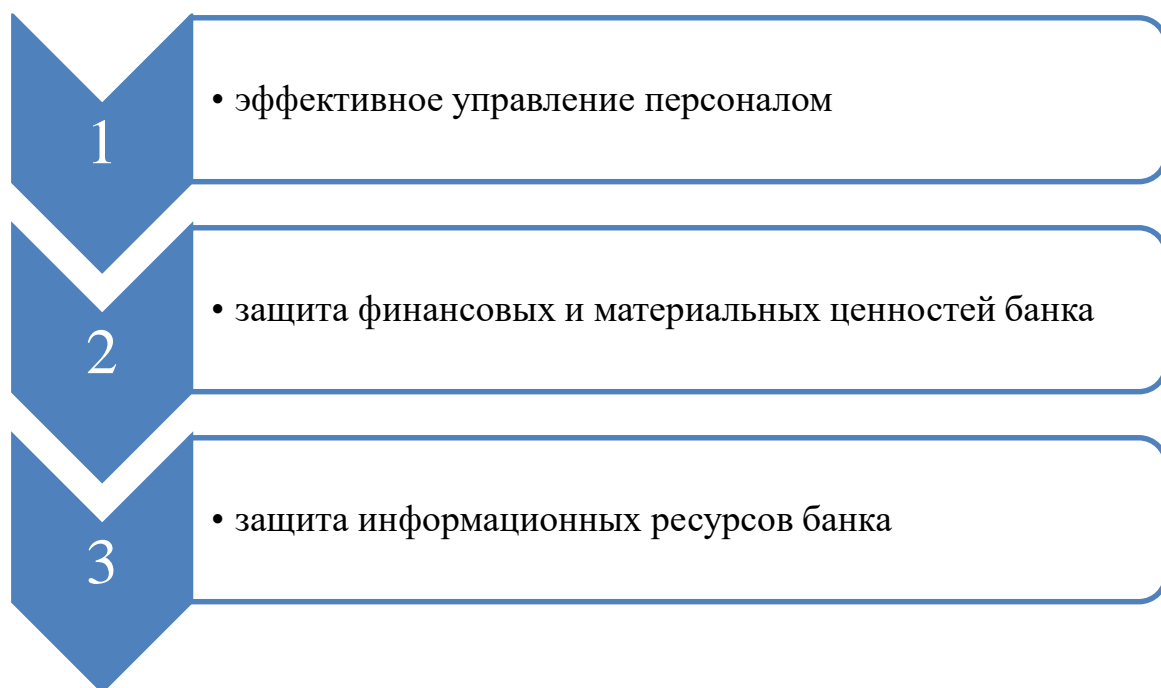 1
• эффективное управление персоналом
2
• защита финансовых и материальных ценностей банка
3
• защита информационных ресурсов банка